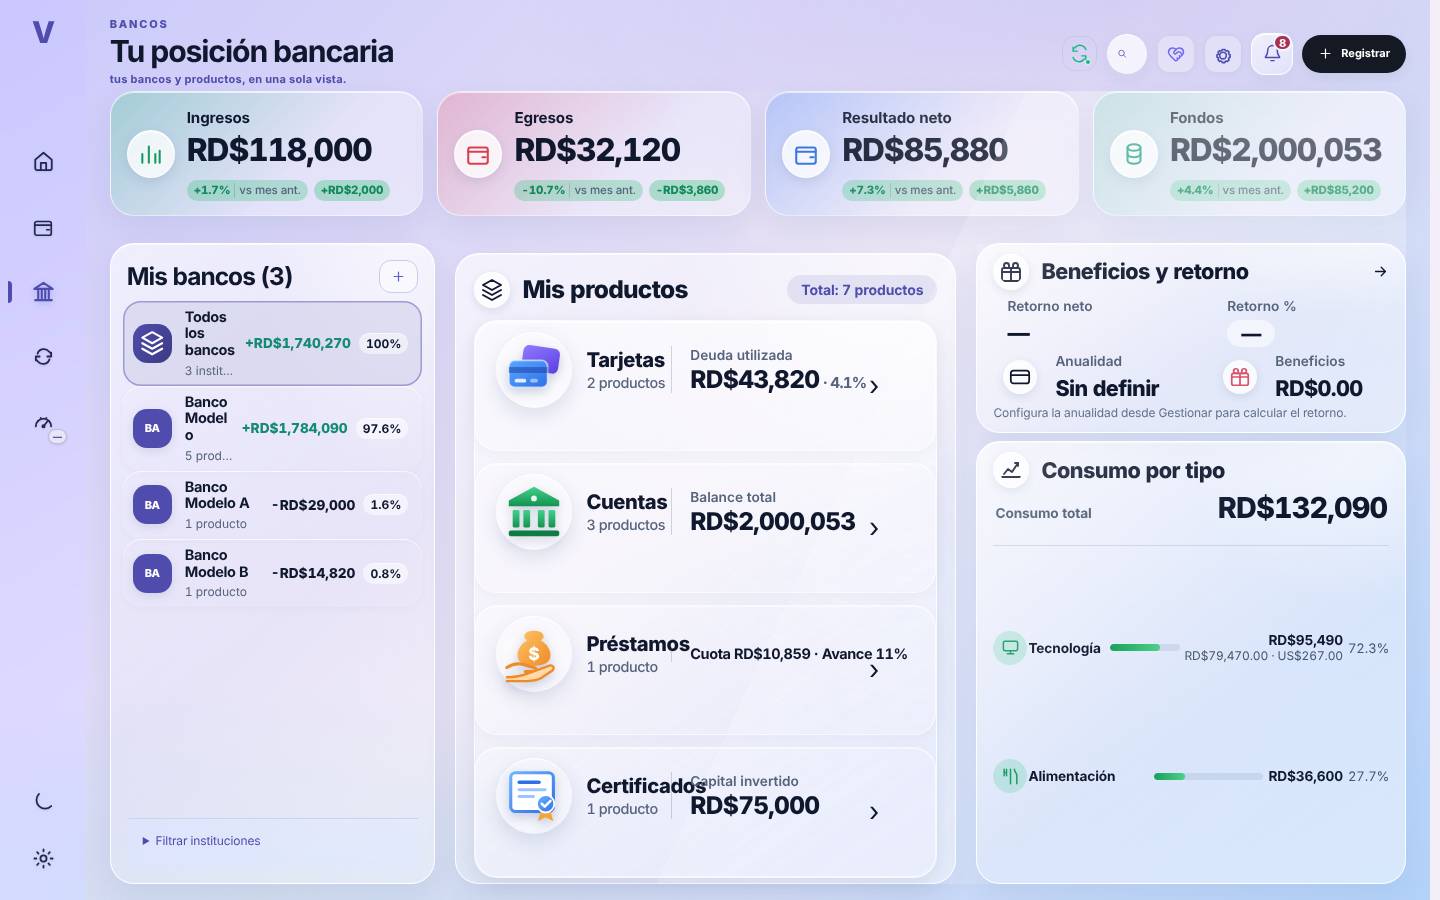 V
BANCOS
Tu posición bancaria
tus bancos y productos, en una sola vista.
8
Registrar
Ingresos
RD$118,000
+1.7% vs mes ant. +RD$2,000
Egresos
RD$32,120
-10.7% vs mes ant. -RD$3,860
Resultado neto
RD$85,880
+7.3% vs mes ant. +RD$5,860
Fondos
RD$2,000,053
+4.4% vs mes ant. +RD$85,200
Mis bancos (3)
+
Todos
los
bancos
3 instit...
+RD$1,740,270 100%
BA
Banco
Model
o
5 prod...
+RD$1,784,090 97.6%
BA
Banco
Modelo A
1 producto
-RD$29,000 1.6%
BA
Banco
Modelo B
1 producto
-RD$14,820 0.8%
Filtrar instituciones
Mis productos
Total: 7 productos
Tarjetas
2 productos
Deuda utilizada
RD$43,820 · 4.1%
Cuentas
3 productos
Balance total
RD$2,000,053
$
Préstamos
1 producto
Cuota RD$10,859 · Avance 11%
Certificados
1 producto
Capital invertido
RD$75,000
Beneficios y retorno
Retorno neto
—
Retorno %
—
Anualidad
Sin definir
Beneficios
RD$0.00
Configura la anualidad desde Gestionar para calcular el retorno.
Consumo por tipo
Consumo total
RD$132,090
Tecnología
RD$95,490
RD$79,470.00 · US$267.00
72.3%
Alimentación
RD$36,600 27.7%